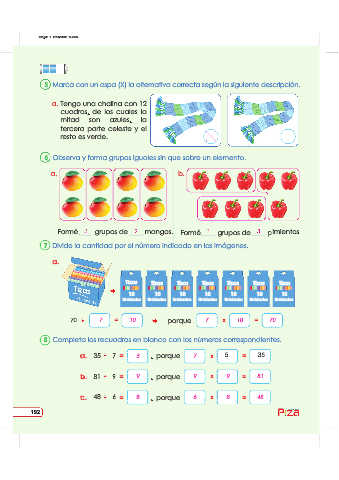 5 Marca con un aspa (X) la alternativa correcta según la siguiente descripción.
a. Tengo una chalina con 12
cuadros, de los cuales la
mitad son azules, la
tercera parte celeste y el
resto es verde.
6 Observa y forma grupos iguales sin que sobre un elemento.
a.
b.
Formé grupos de 2 mangos.
Formé grupos de pimientos
7 Divide la cantidad por el número indicado en las imágenes.
a.
Tizas
70 ÷ 7 = 10 porque 7 x 10 = 70
8 Completa los recuadros en blanco con los números correspondientes.
a. 35 ÷ 7 = 5 , porque 7 x 5 = 35
b. 81 ÷ 9 = 9 , porque 9 x 9 = 81
c. 48 ÷ 6 = 8 , porque 6 x 8 = 48
192